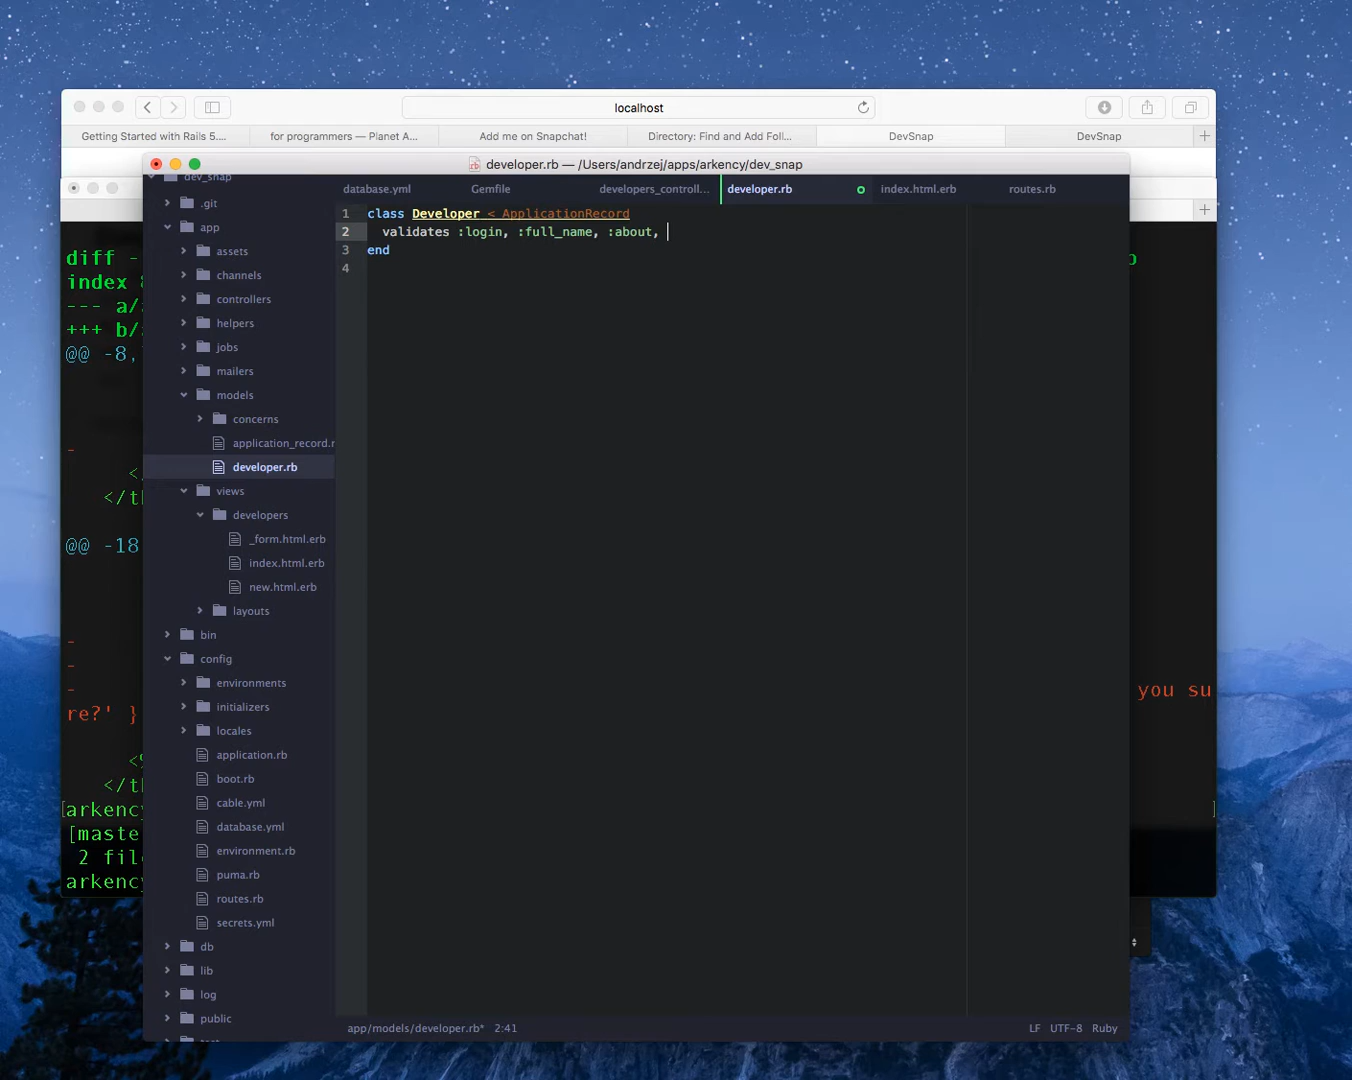 localhost
Getting Started with Rails 5....
for programmers — Planet A...
Add me on Snapchat!
Directory: Find and Add Foll...
DevSnap
DevSnap
developer.rb — /Users/andrzej/apps/arkency/dev_snap
dev_snap
.git
app
assets
channels
controllers
helpers
jobs
mailers
models
concerns
application_record.r
developer.rb
views
developers
_form.html.erb
index.html.erb
new.html.erb
layouts
bin
config
environments
initializers
locales
application.rb
boot.rb
cable.yml
database.yml
environment.rb
puma.rb
routes.rb
secrets.yml
db
lib
log
public
database.yml
Gemfile
developers_controll...
developer.rb
index.html.erb
routes.rb
1 class Developer < ApplicationRecord
2 validates :login, :full_name, :about,
3 end
4
app/models/developer.rb* 2:41
LF UTF-8 Ruby
diff -
index
--- a/
+++ b/
@@ -8,
-
<
</t
@@ -18
-
-
- you su
re?' }
<
</t
[arkency
[maste
2 fil
arkency